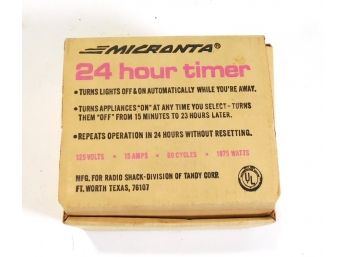 MICRONTA®
24 hour timer
• TURNS LIGHTS OFF & ON AUTOMATICALLY WHILE YOU'RE AWAY.
• TURNS APPLIANCES "ON" AT ANY TIME YOU SELECT-TURNS
THEM "OFF" FROM 15 MINUTES TO 23 HOURS LATER.
• REPEATS OPERATION IN 24 HOURS WITHOUT RESETTING.
125 VOLTS • 15 AMPS • 60 CYCLES • 1875 WATTS
MFG. FOR RADIO SHACK-DIVISION OF TANDY CORP.
FT. WORTH TEXAS, 76107
UL